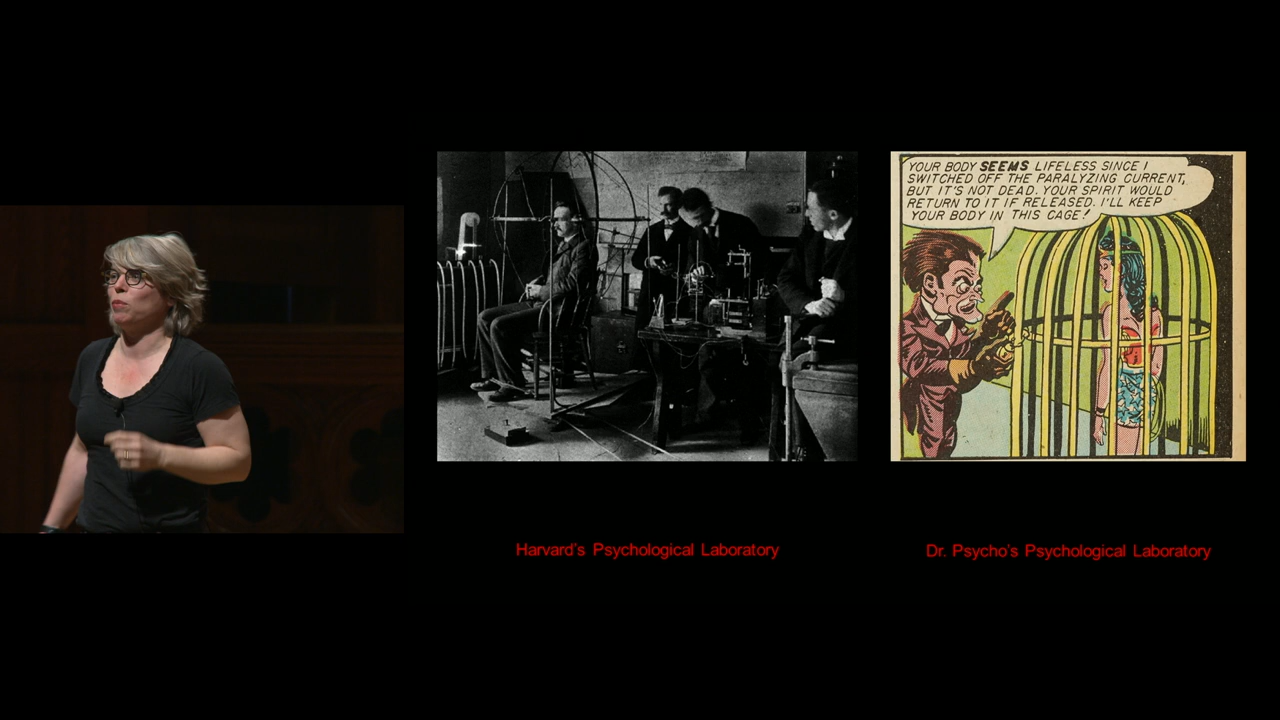 YOUR BODY SEEMS LIFELESS SINCE I
SWITCHED OFF THE PARALYZING CURRENT,
BUT IT'S NOT DEAD. YOUR SPIRIT WOULD
RETURN TO IT IF RELEASED. I'LL KEEP
YOUR BODY IN THIS CAGE!
Harvard's Psychological Laboratory
Dr. Psycho's Psychological Laboratory